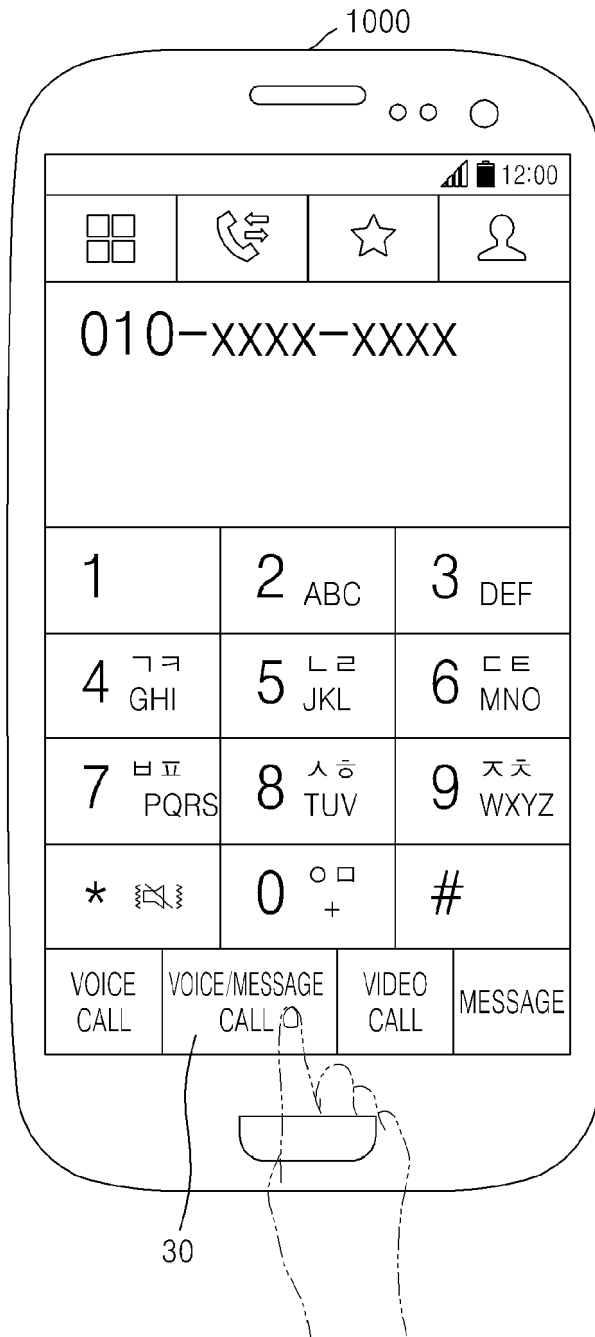 1000
12:00
010-xxxx-xxxx
1
2 ABC
3 DEF
4 ㄱㅋ
GHI
5 ㄴㄹ
JKL
6 ㄷㅌ
MNO
7 ㅂㅍ
PQRS
8 ㅅㅎ
TUV
9 ㅈㅊ
WXYZ
*
0 ㅇㅁ
+
#
VOICE
CALL
VOICE/MESSAGE
CALL
VIDEO
CALL
MESSAGE
30